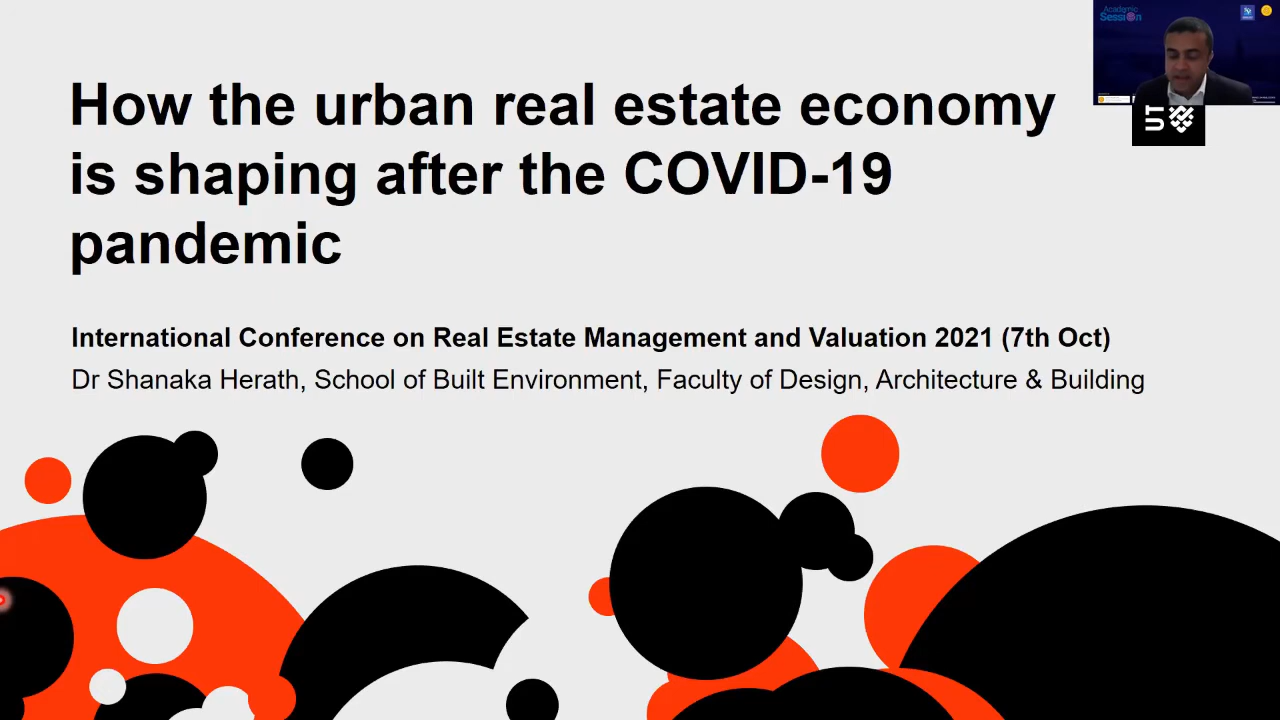 How the urban real estate economy
is shaping after the COVID-19
pandemic
International Conference on Real Estate Management and Valuation 2021 (7th Oct)
Dr Shanaka Herath, School of Built Environment, Faculty of Design, Architecture & Building
Academic
Session